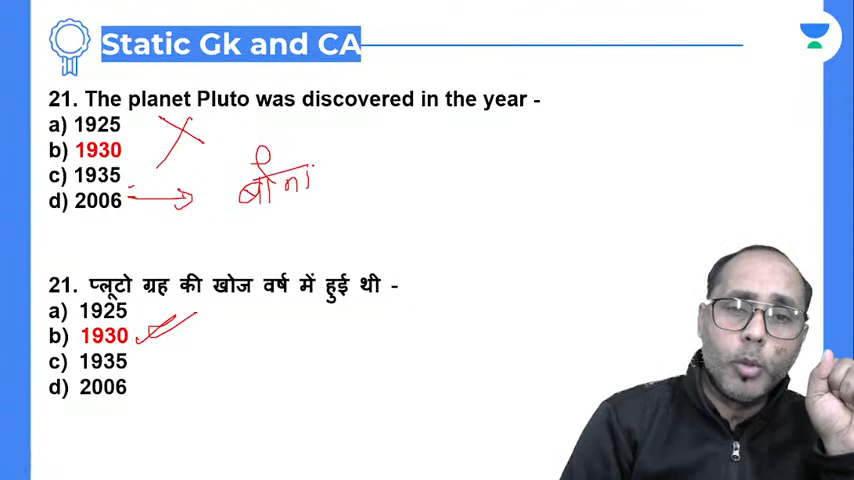 Static Gk and CA
21. The planet Pluto was discovered in the year -
a) 1925
b) 1930
c) 1935
d) 2006
बौना
21. प्लूटो ग्रह की खोज वर्ष में हुई थी -
a) 1925
b) 1930
c) 1935
d) 2006